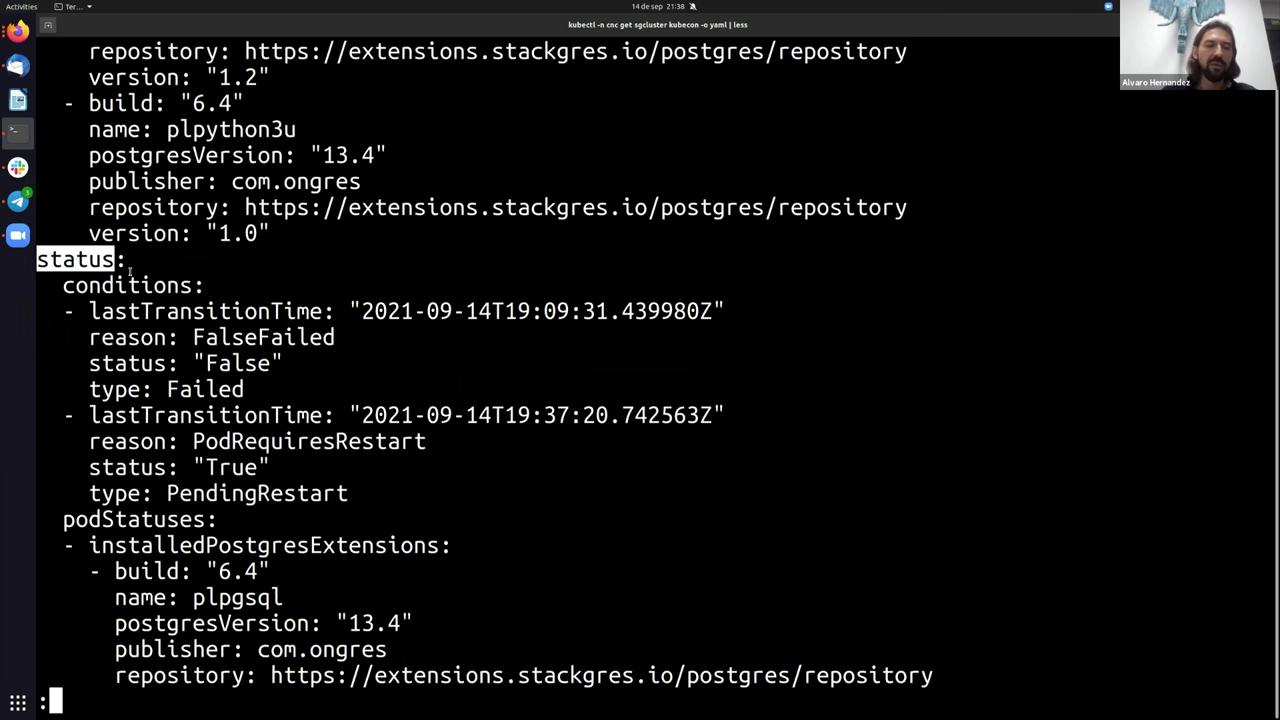 Activities
Ter...
14 de sep 21:38
kubectl -n cnc get sgcluster kubecon -o yaml | less
repository: https://extensions.stackgres.io/postgres/repository
version: "1.2"
- build: "6.4"
name: plpython3u
postgresVersion: "13.4"
publisher: com.ongres
repository: https://extensions.stackgres.io/postgres/repository
version: "1.0"
status:
conditions:
- lastTransitionTime: "2021-09-14T19:09:31.439980Z"
reason: FalseFailed
status: "False"
type: Failed
- lastTransitionTime: "2021-09-14T19:37:20.742563Z"
reason: PodRequiresRestart
status: "True"
type: PendingRestart
podStatuses:
- installedPostgresExtensions:
- build: "6.4"
name: plpgsql
postgresVersion: "13.4"
publisher: com.ongres
repository: https://extensions.stackgres.io/postgres/repository
:
Alvaro Hernandez
3